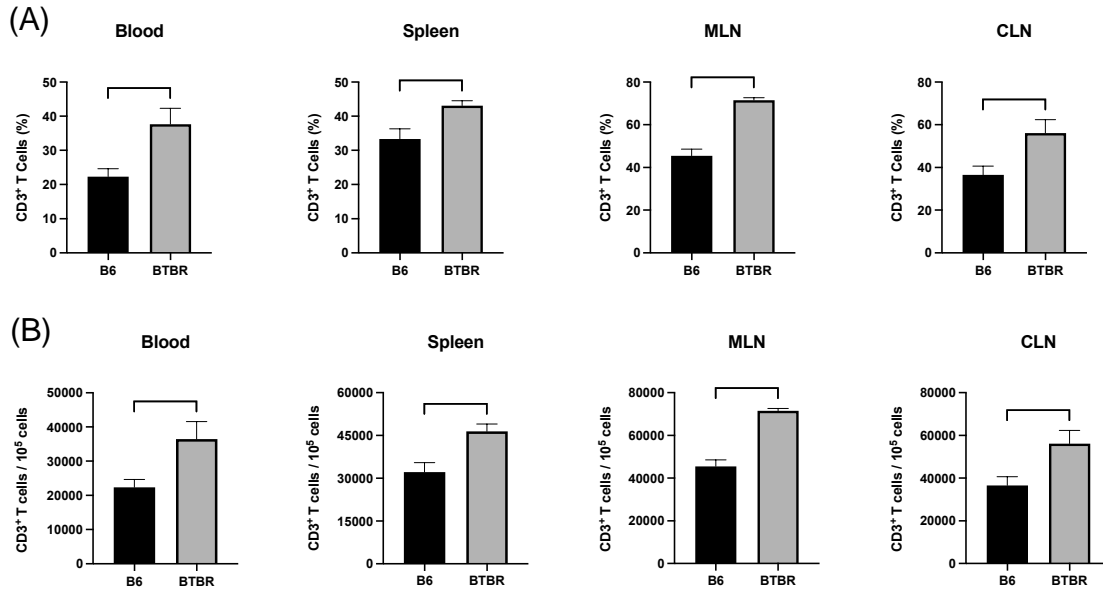 (A)
Blood
Spleen
MLN
CLN
CD3⁺ T Cells (%)
50
40
30
20
10
0
B6
BTBR
CD3⁺ T Cells (%)
50
40
30
20
10
0
B6
BTBR
CD3⁺ T Cells (%)
80
60
40
20
0
B6
BTBR
CD3⁺ T Cells (%)
80
60
40
20
0
B6
BTBR
(B)
Blood
Spleen
MLN
CLN
CD3⁺ T cells / 10⁵ cells
50000
40000
30000
20000
10000
0
B6
BTBR
CD3⁺ T cells / 10⁵ cells
60000
45000
30000
15000
0
B6
BTBR
CD3⁺ T cells / 10⁵ cells
80000
60000
40000
20000
0
B6
BTBR
CD3⁺ T cells / 10⁵ cells
80000
60000
40000
20000
0
B6
BTBR